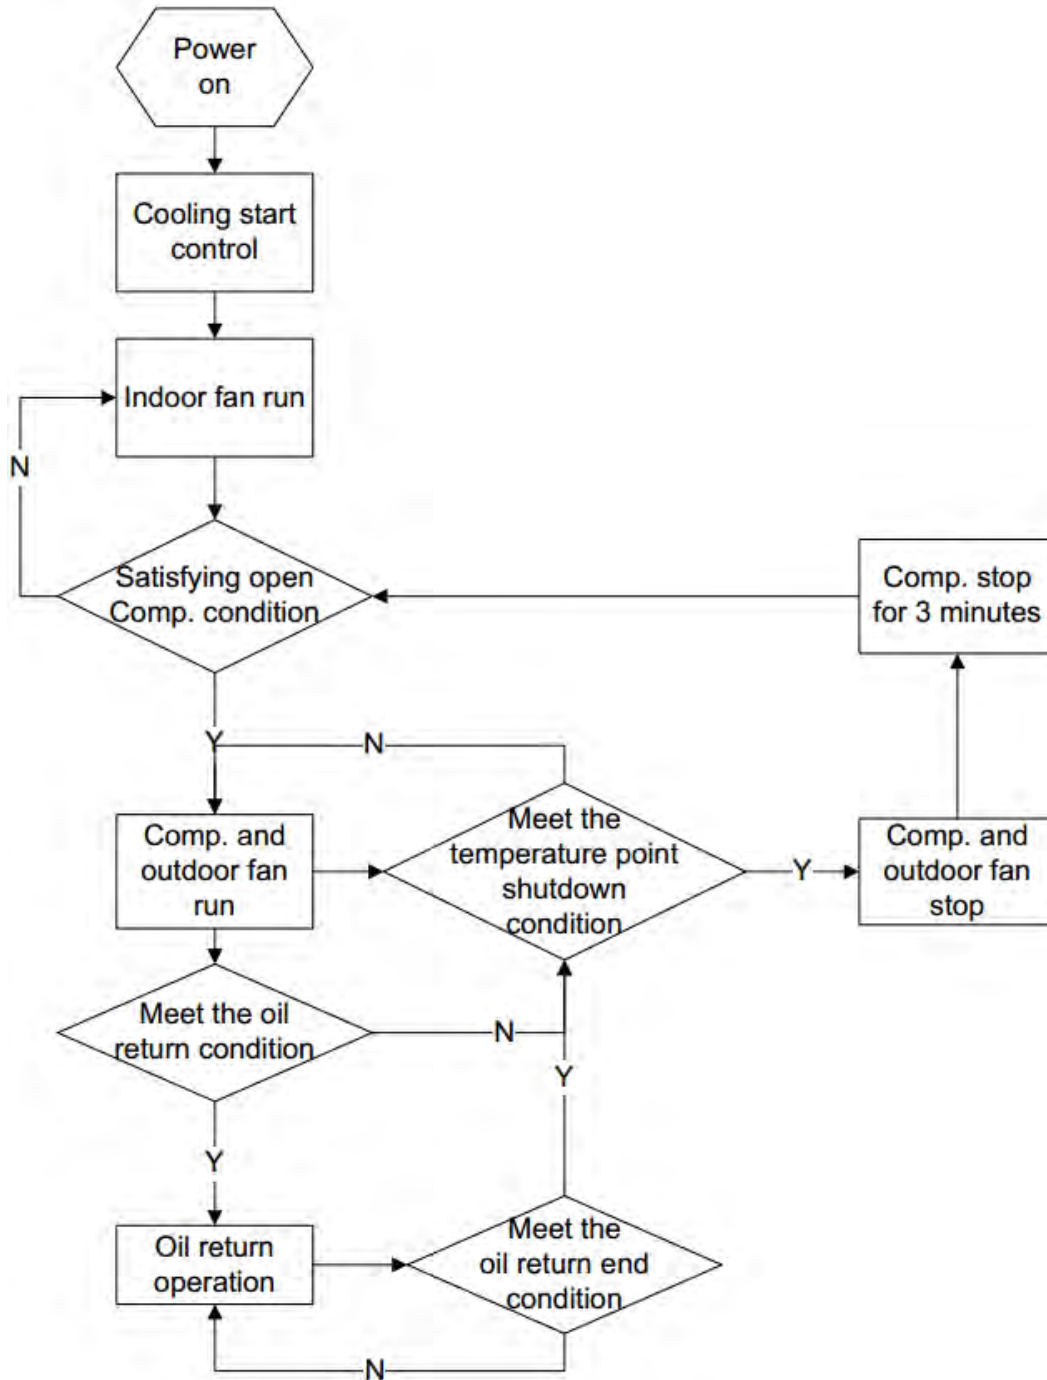 Power
on
Cooling start
control
Indoor fan run
N
Satisfying open
Comp. condition
Comp. stop
for 3 minutes
Y
N
Comp. and
outdoor fan
run
Meet the
temperature point
shutdown
condition
Y
Comp. and
outdoor fan
stop
Meet the oil
return condition
N
Y
Y
Oil return
operation
Meet the
oil return end
condition
N